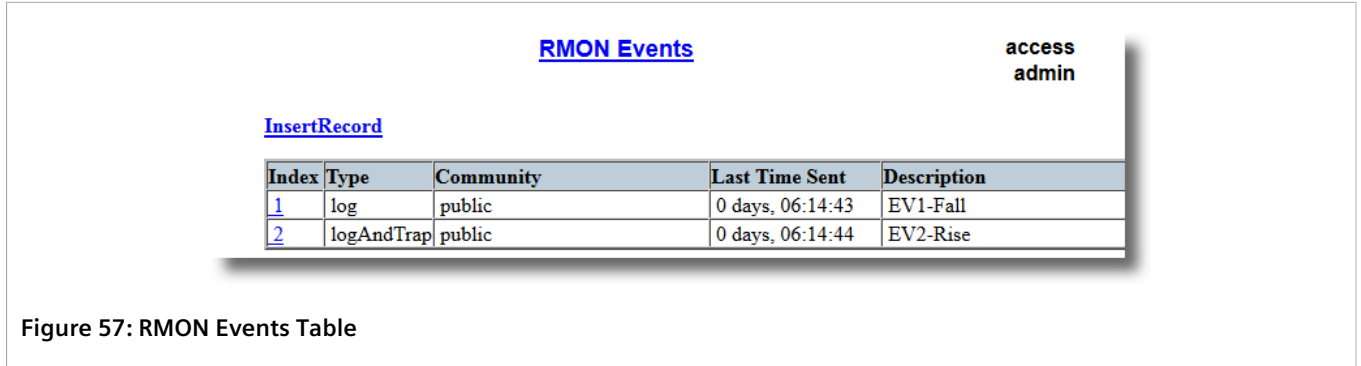 RMON Events
access
admin
InsertRecord
Index Type Community Last Time Sent Description
1 log public 0 days, 06:14:43 EV1-Fall
2 logAndTrap public 0 days, 06:14:44 EV2-Rise
Figure 57: RMON Events Table